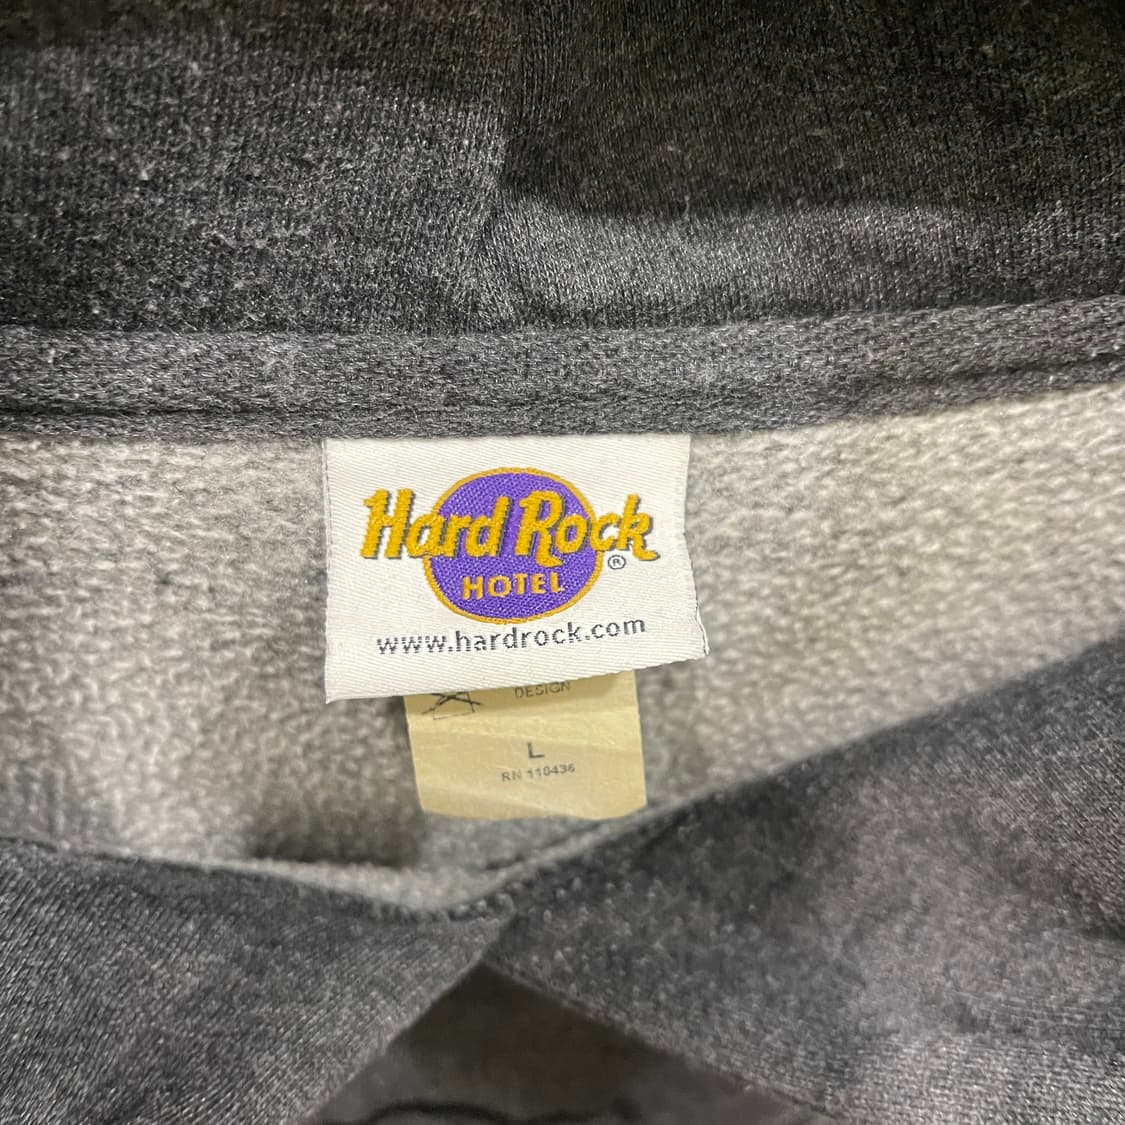 Hard Rock
HOTEL
®
www.hardrock.com
DESIGN
L
RN 110436